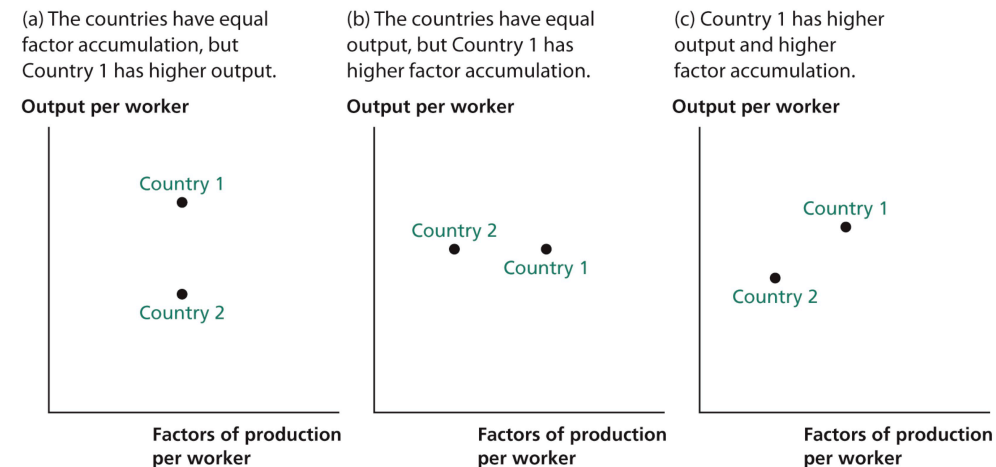 (a) The countries have equal
factor accumulation, but
Country 1 has higher output.
Output per worker
Country 1
Country 2
Factors of production
per worker
(b) The countries have equal
output, but Country 1 has
higher factor accumulation.
Output per worker
Country 2
Country 1
Factors of production
per worker
(c) Country 1 has higher
output and higher
factor accumulation.
Output per worker
Country 1
Country 2
Factors of production
per worker